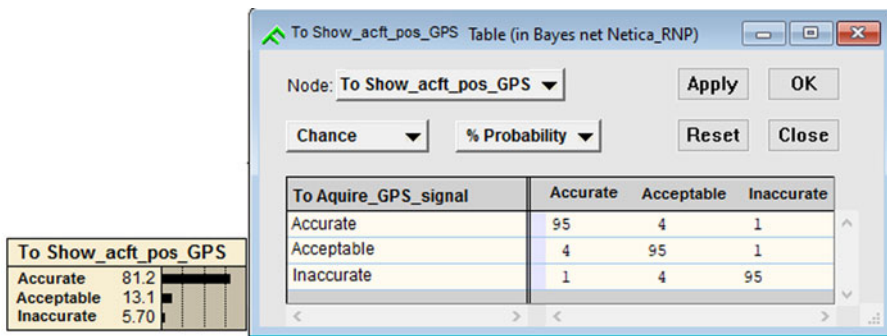 To Show_acft_pos_GPS Table (in Bayes net Netica_RNP)
Node: To Show_acft_pos_GPS
Apply OK
Chance % Probability Reset Close
To Aquire_GPS_signal Accurate Acceptable Inaccurate
Accurate 95 4 1
Acceptable 4 95 1
Inaccurate 1 4 95
To Show_acft_pos_GPS
Accurate 81.2
Acceptable 13.1
Inaccurate 5.70